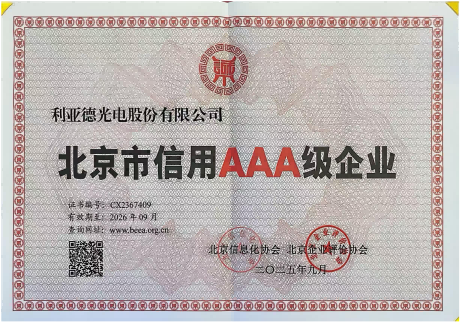 利亚德光电股份有限公司
北京市信用AAA级企业
证书编号：CX2367409
有效期至：2026年09月
查询网址：www.beea.org.cn
北京信息化协会 北京企业评价协会
二〇二五年九月